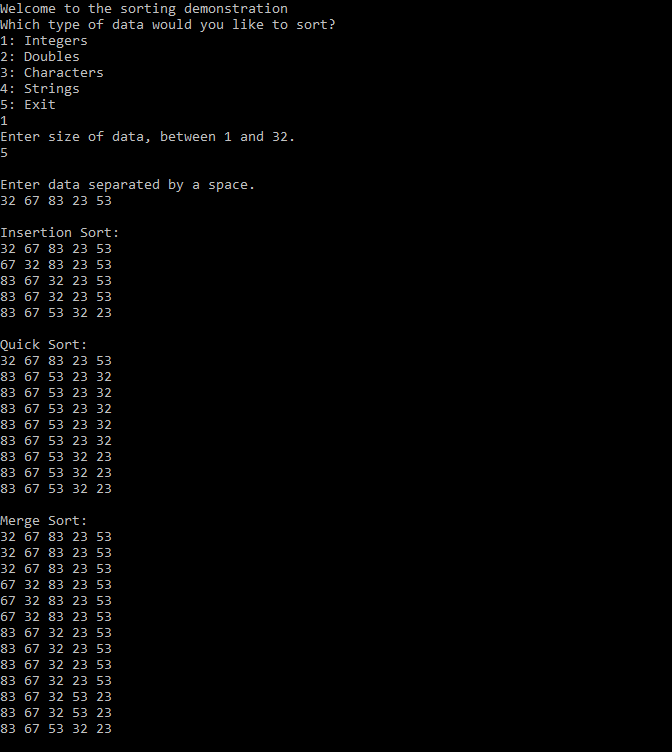 Welcome to the sorting demonstration
Which type of data would you like to sort?
1: Integers
2: Doubles
3: Characters
4: Strings
5: Exit
1
Enter size of data, between 1 and 32.
5
Enter data separated by a space.
32 67 83 23 53
Insertion Sort:
32 67 83 23 53
67 32 83 23 53
83 67 32 23 53
83 67 32 23 53
83 67 53 32 23
Quick Sort:
32 67 83 23 53
83 67 53 23 32
83 67 53 23 32
83 67 53 23 32
83 67 53 23 32
83 67 53 23 32
83 67 53 32 23
83 67 53 32 23
83 67 53 32 23
Merge Sort:
32 67 83 23 53
32 67 83 23 53
32 67 83 23 53
67 32 83 23 53
67 32 83 23 53
67 32 83 23 53
83 67 32 23 53
83 67 32 23 53
83 67 32 23 53
83 67 32 23 53
83 67 32 53 23
83 67 32 53 23
83 67 53 32 23